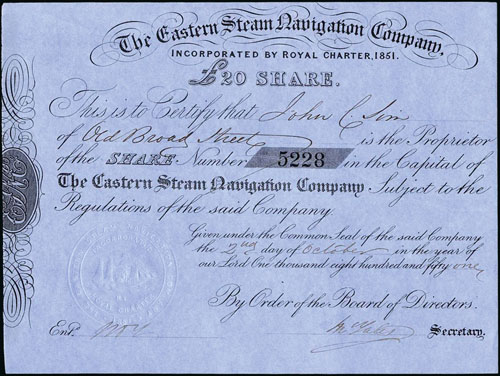 The Eastern Steam Navigation Company.
INCORPORATED BY ROYAL CHARTER, 1851.
£20 SHARE.
This is to Certify that John C Sim
of Old Broad Street is the Proprietor
of the SHARE Number 5228 in the Capital of
The Eastern Steam Navigation Company Subject to the
Regulations of the said Company.
Given under the Common Seal of the said Company
the 2nd day of October in the year of
our Lord One thousand eight hundred and fifty one,
By Order of the Board of Directors.
Entd.
Secretary.